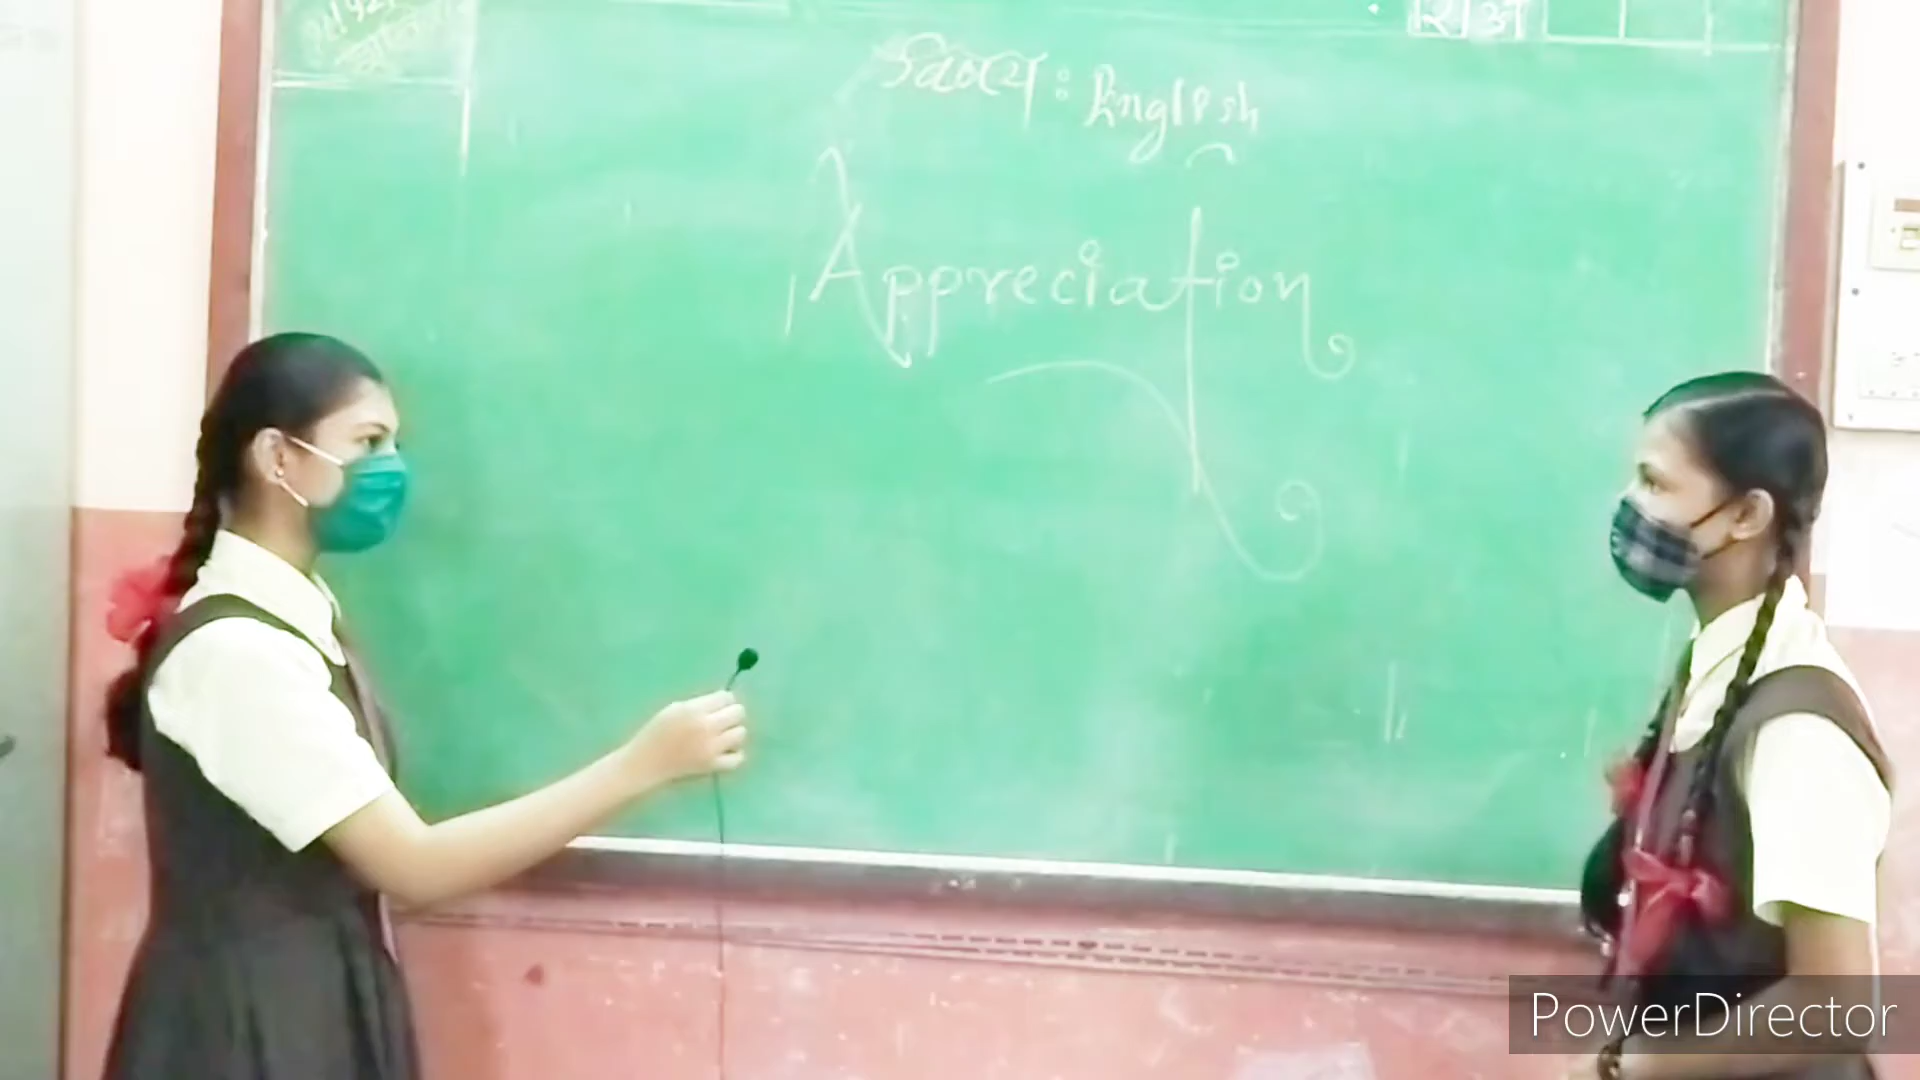 विषय : English
Appreciation
PowerDirector